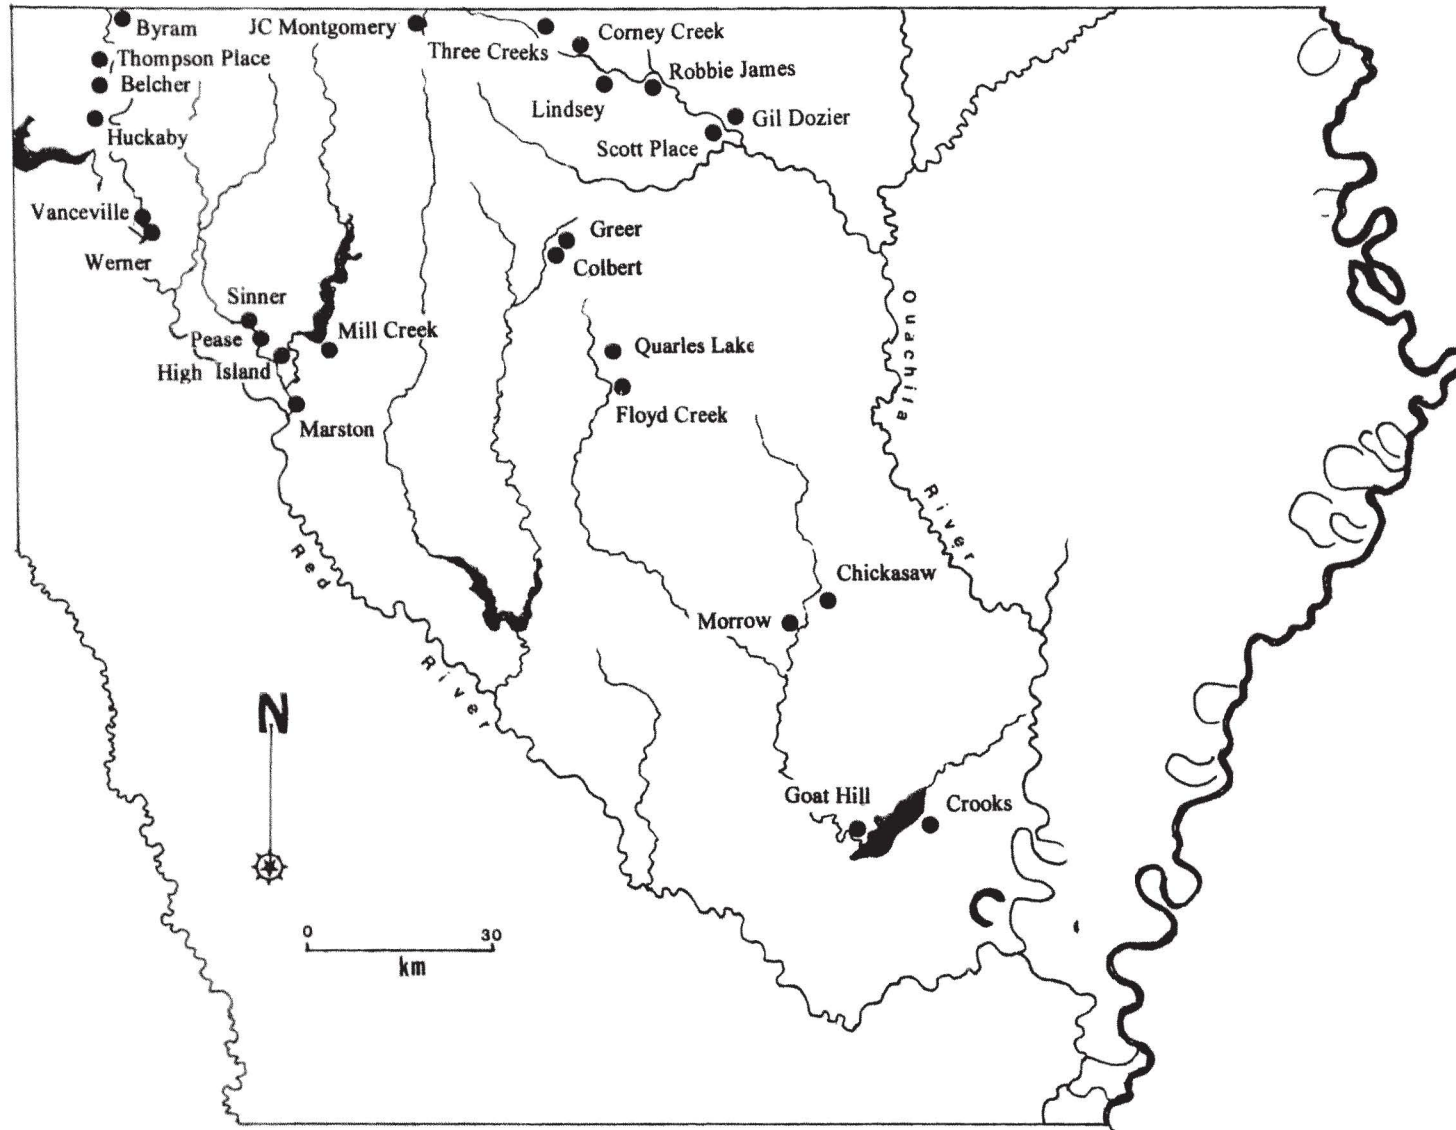 Byram
JC Montgomery
Three Creeks
Corney Creek
Thompson Place
Robbie James
Belcher
Lindsey
Gil Dozier
Huckaby
Scott Place
Vanceville
Werner
Greer
Colbert
Sinner
Pease
Mill Creek
High Island
Quarles Lake
Floyd Creek
Marston
Ouachila
River
Red
River
Chickasaw
Morrow
N
Goat Hill
Crooks
0 30
km